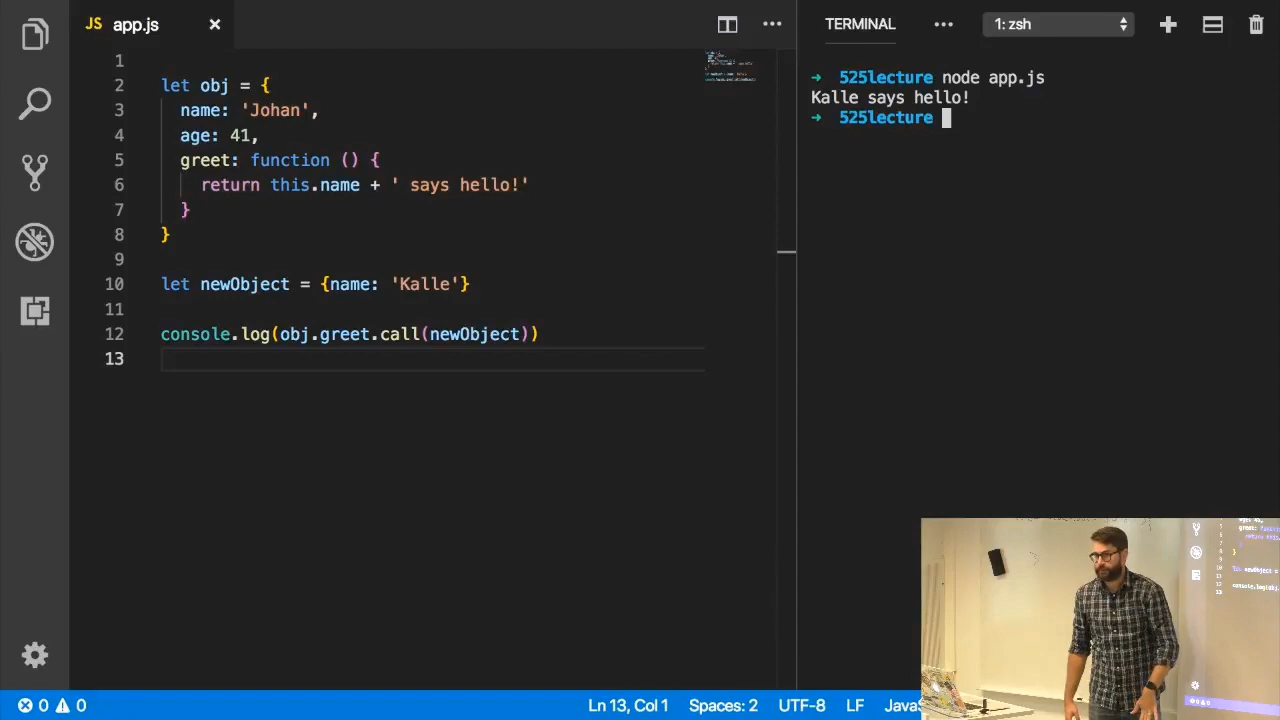 JS app.js
1
2 let obj = {
3 name: 'Johan',
4 age: 41,
5 greet: function () {
6 return this.name + ' says hello!'
7 }
8 }
9
10 let newObject = {name: 'Kalle'}
11
12 console.log(obj.greet.call(newObject))
13
TERMINAL ••• 1: zsh
→ 525lecture node app.js
Kalle says hello!
→ 525lecture
0 0 Ln 13, Col 1 Spaces: 2 UTF-8 LF JavaS